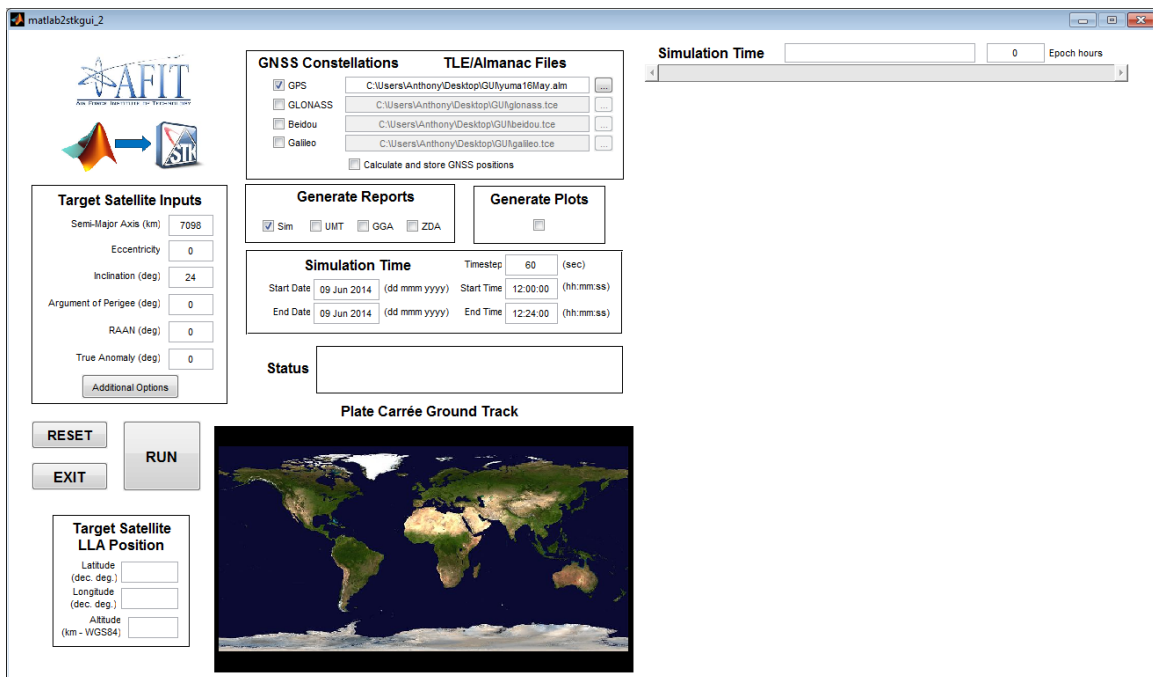 matlab2stkgui_2
AFIT
AIR FORCE INSTITUTE OF TECHNOLOGY
STK
GNSS Constellations TLE/Almanac Files
GPS C:\Users\Anthony\Desktop\GUI\yuma16May.alm ...
GLONASS C:\Users\Anthony\Desktop\GUI\glonass.tce ...
Beidou C:\Users\Anthony\Desktop\GUI\beidou.tce ...
Galileo C:\Users\Anthony\Desktop\GUI\galileo.tce ...
Calculate and store GNSS positions
Simulation Time 0 Epoch hours
Target Satellite Inputs
Semi-Major Axis (km) 7098
Eccentricity 0
Inclination (deg) 24
Argument of Perigee (deg) 0
RAAN (deg) 0
True Anomaly (deg) 0
Additional Options
Generate Reports
Sim UMT GGA ZDA
Generate Plots
Simulation Time Timestep 60 (sec)
Start Date 09 Jun 2014 (dd mmm yyyy) Start Time 12:00:00 (hh:mm:ss)
End Date 09 Jun 2014 (dd mmm yyyy) End Time 12:24:00 (hh:mm:ss)
Status
Plate Carrée Ground Track
RESET
EXIT
RUN
Target Satellite
LLA Position
Latitude
(dec. deg.)
Longitude
(dec. deg.)
Altitude
(km - WGS84)